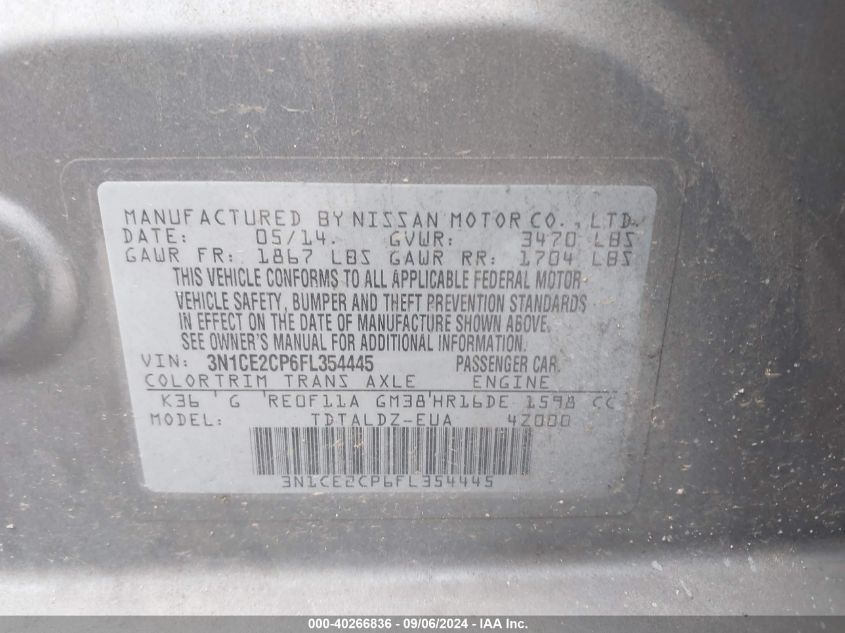 MANUFACTURED BY NISSAN MOTOR CO., LTD.
DATE: 05/14. GVWR: 3470 LBS
GAWR FR: 1867 LBS GAWR RR: 1704 LBS
THIS VEHICLE CONFORMS TO ALL APPLICABLE FEDERAL MOTOR
VEHICLE SAFETY, BUMPER AND THEFT PREVENTION STANDARDS
IN EFFECT ON THE DATE OF MANUFACTURE SHOWN ABOVE.
SEE OWNER'S MANUAL FOR ADDITIONAL INFORMATION.
VIN: 3N1CE2CP6FL354445 PASSENGER CAR.
COLORTRIM TRANS AXLE ENGINE
K36 G RE0F11A GM38 HR16DE 1598 CC
MODEL: TDTALDZ-EUA 4Z000
3N1CE2CP6FL354445
000-40266836 - 09/06/2024 - IAA Inc.